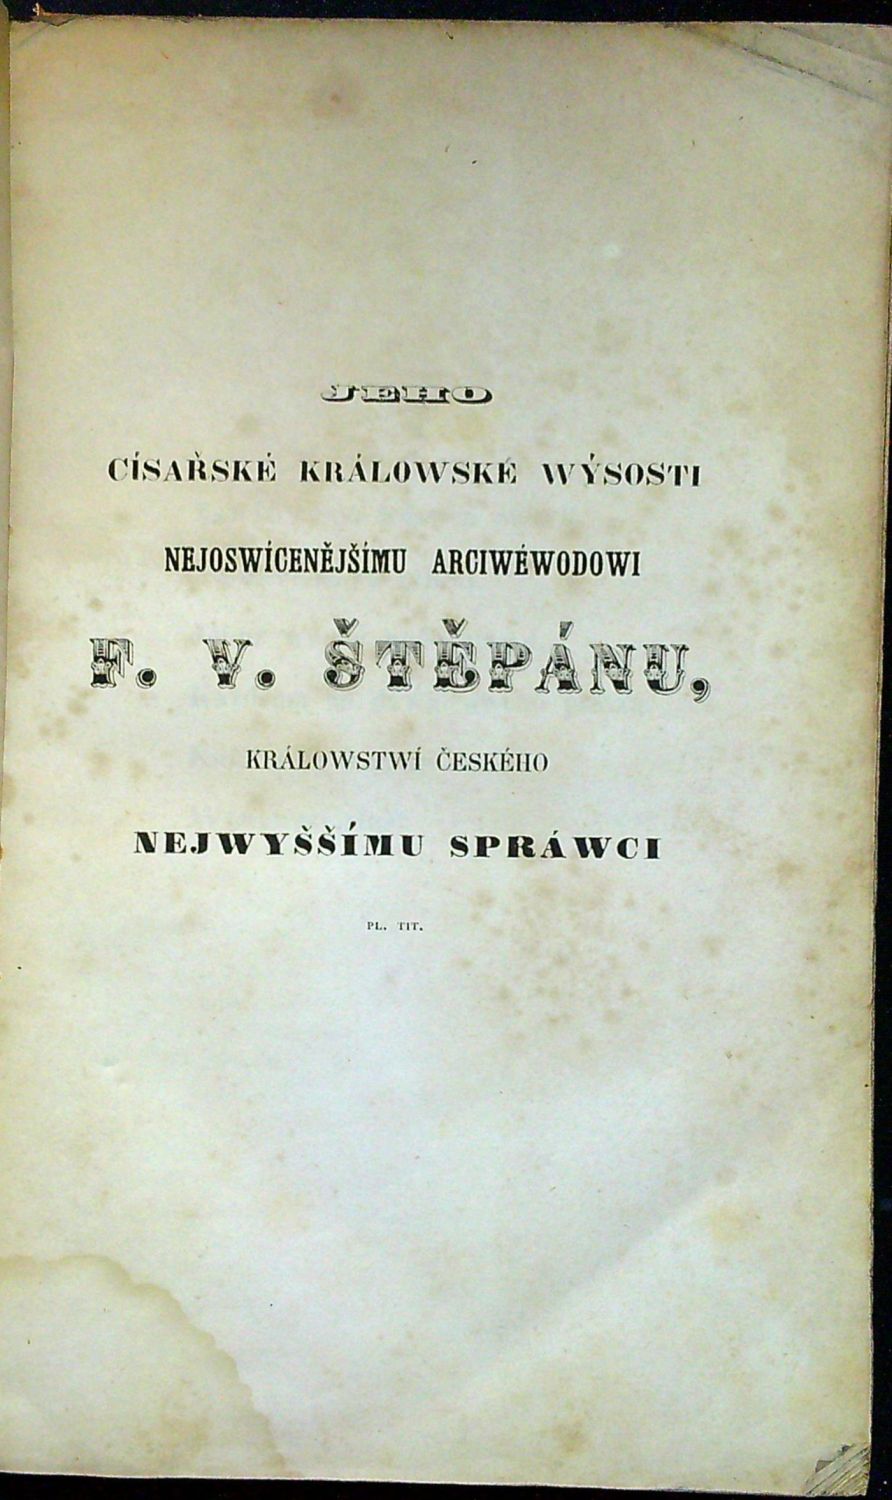 JEHO
CÍSAŘSKÉ KRÁLOWSKÉ WÝSOSTI
NEJOSWÍCENĚJŠÍMU ARCIWÉWODOWI
F. V. ŠTĚPÁNU,
KRÁLOWSTWÍ ČESKÉHO
NEJWYŠŠÍMU SPRÁWCI
PL. TIT.